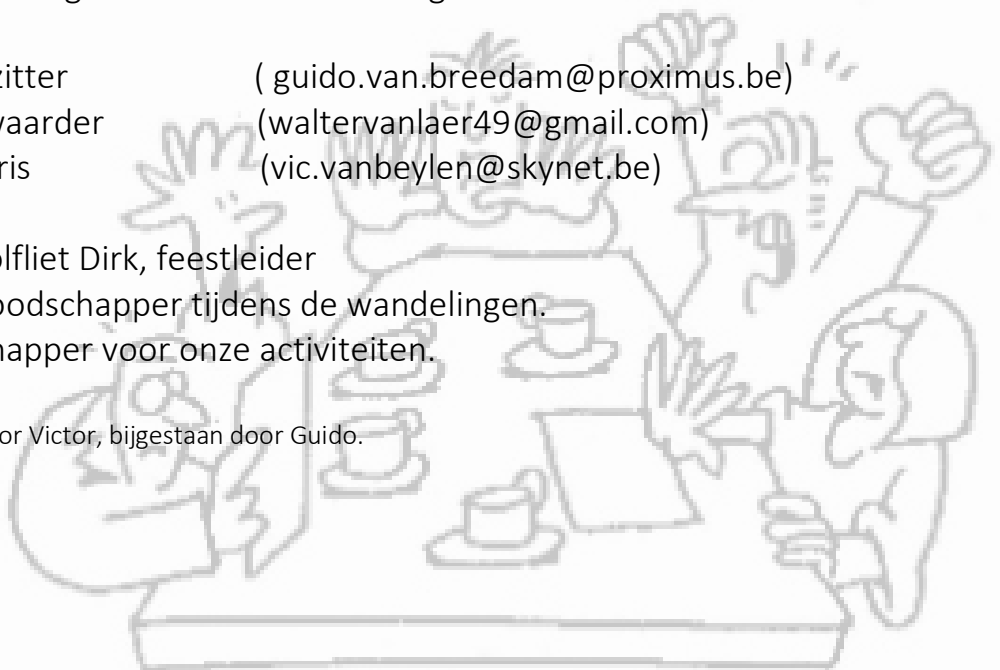 zitter ( guido.van.breedam@proximus.be)
vaarder (waltervanlaer49@gmail.com)
ris (vic.vanbeylen@skynet.be)
lfliet Dirk, feestleider
oodschapper tijdens de wandelingen.
happer voor onze activiteiten.
or Victor, bijgestaan door Guido.